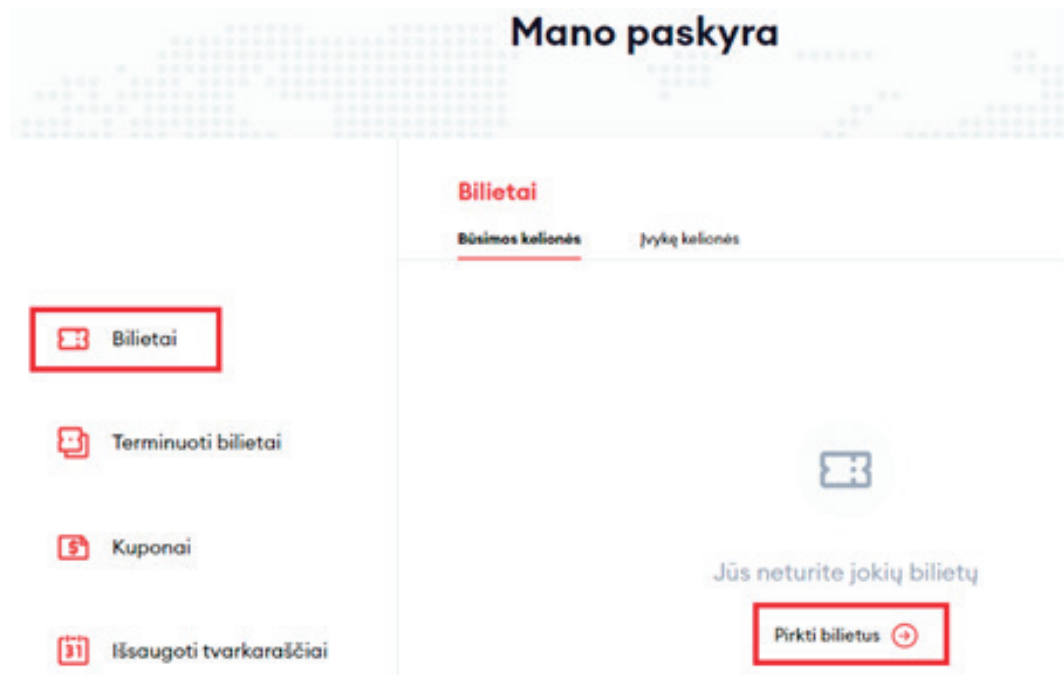 Mano paskyra
Bilietai
Būsimos kelionės
Įvykę kelionės
Bilietai
Terminuoti bilietai
Kuponai
Išsaugoti tvarkaraščiai
Jūs neturite jokių bilietų
Pirkti bilietus